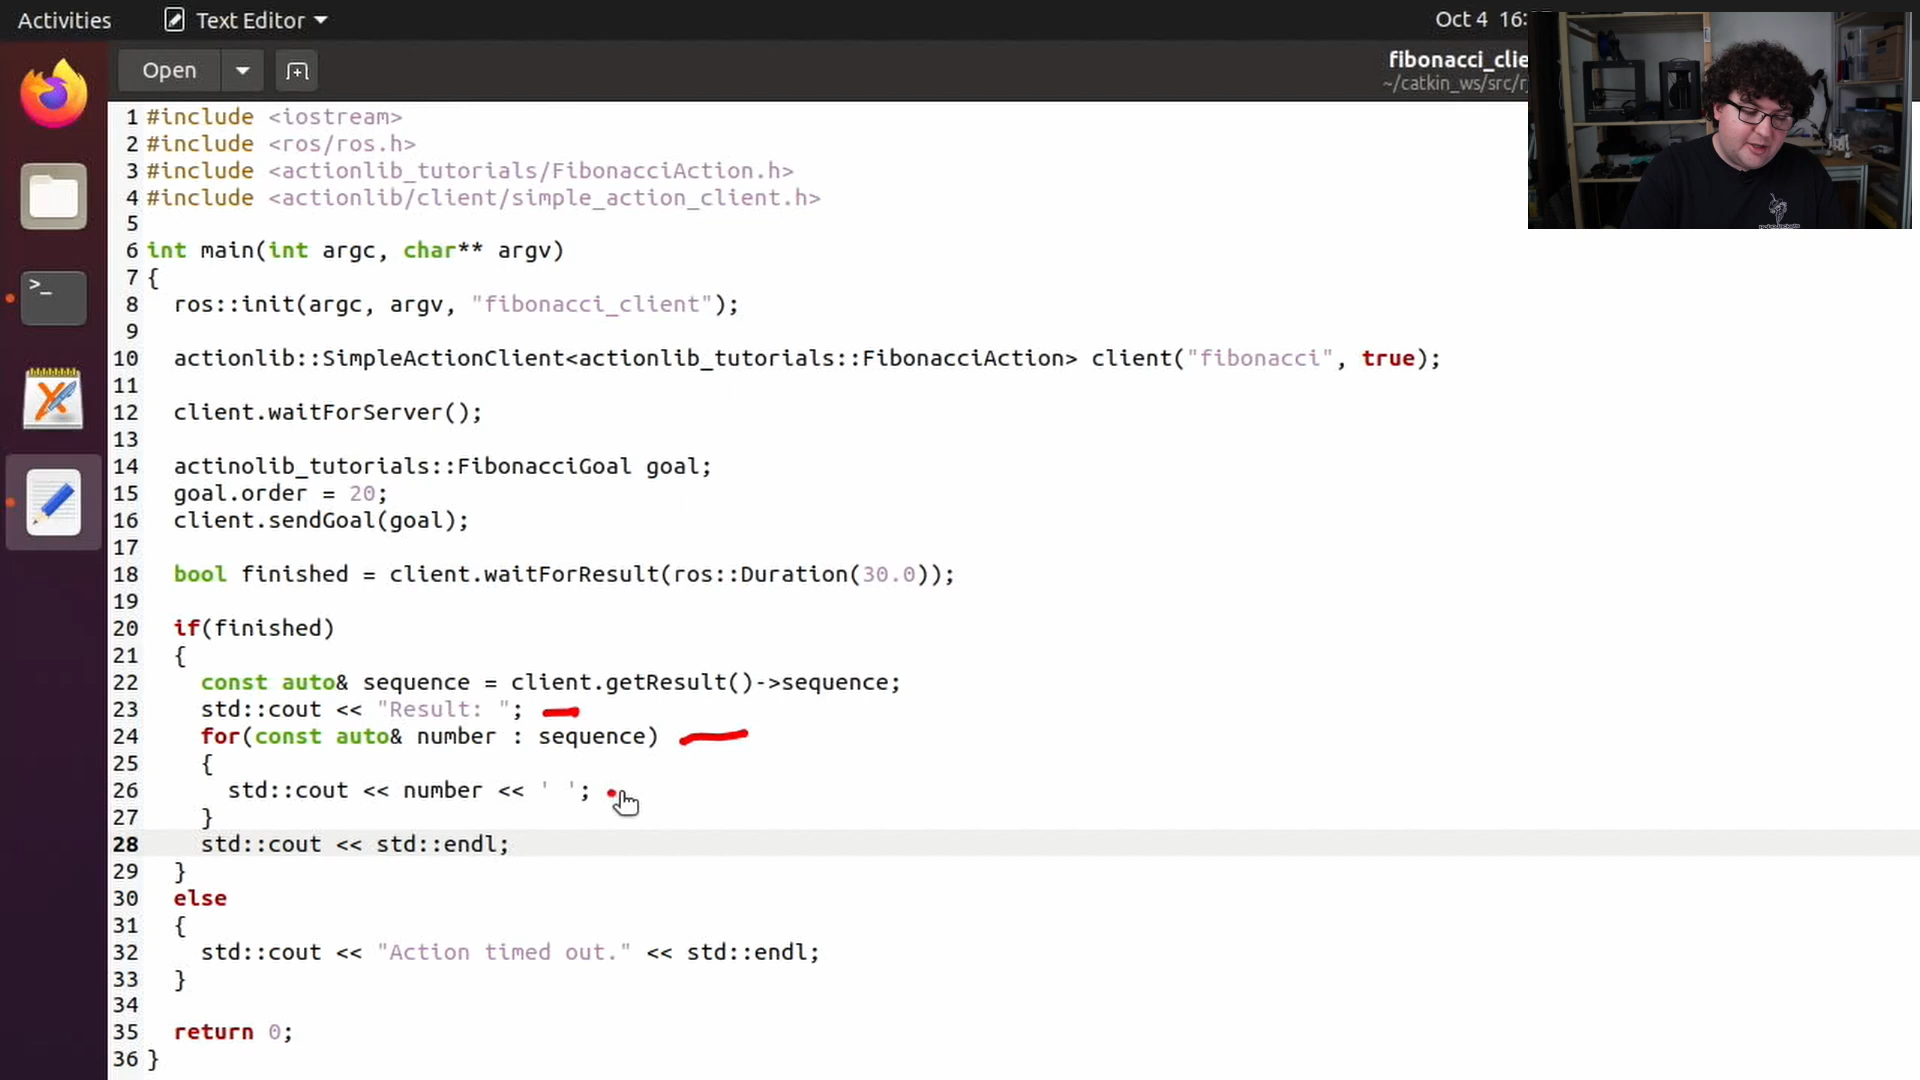 Activities
Text Editor
Oct 4 16:
Open
fibonacci_clie
~/catkin_ws/src/r
1 #include <iostream>
2 #include <ros/ros.h>
3 #include <actionlib_tutorials/FibonacciAction.h>
4 #include <actionlib/client/simple_action_client.h>
5
6 int main(int argc, char** argv)
7 {
8   ros::init(argc, argv, "fibonacci_client");
9
10   actionlib::SimpleActionClient<actionlib_tutorials::FibonacciAction> client("fibonacci", true);
11
12   client.waitForServer();
13
14   actinolib_tutorials::FibonacciGoal goal;
15   goal.order = 20;
16   client.sendGoal(goal);
17
18   bool finished = client.waitForResult(ros::Duration(30.0));
19
20   if(finished)
21   {
22     const auto& sequence = client.getResult()->sequence;
23     std::cout << "Result: ";
24     for(const auto& number : sequence)
25     {
26       std::cout << number << ' ';
27     }
28     std::cout << std::endl;
29   }
30   else
31   {
32     std::cout << "Action timed out." << std::endl;
33   }
34
35   return 0;
36 }